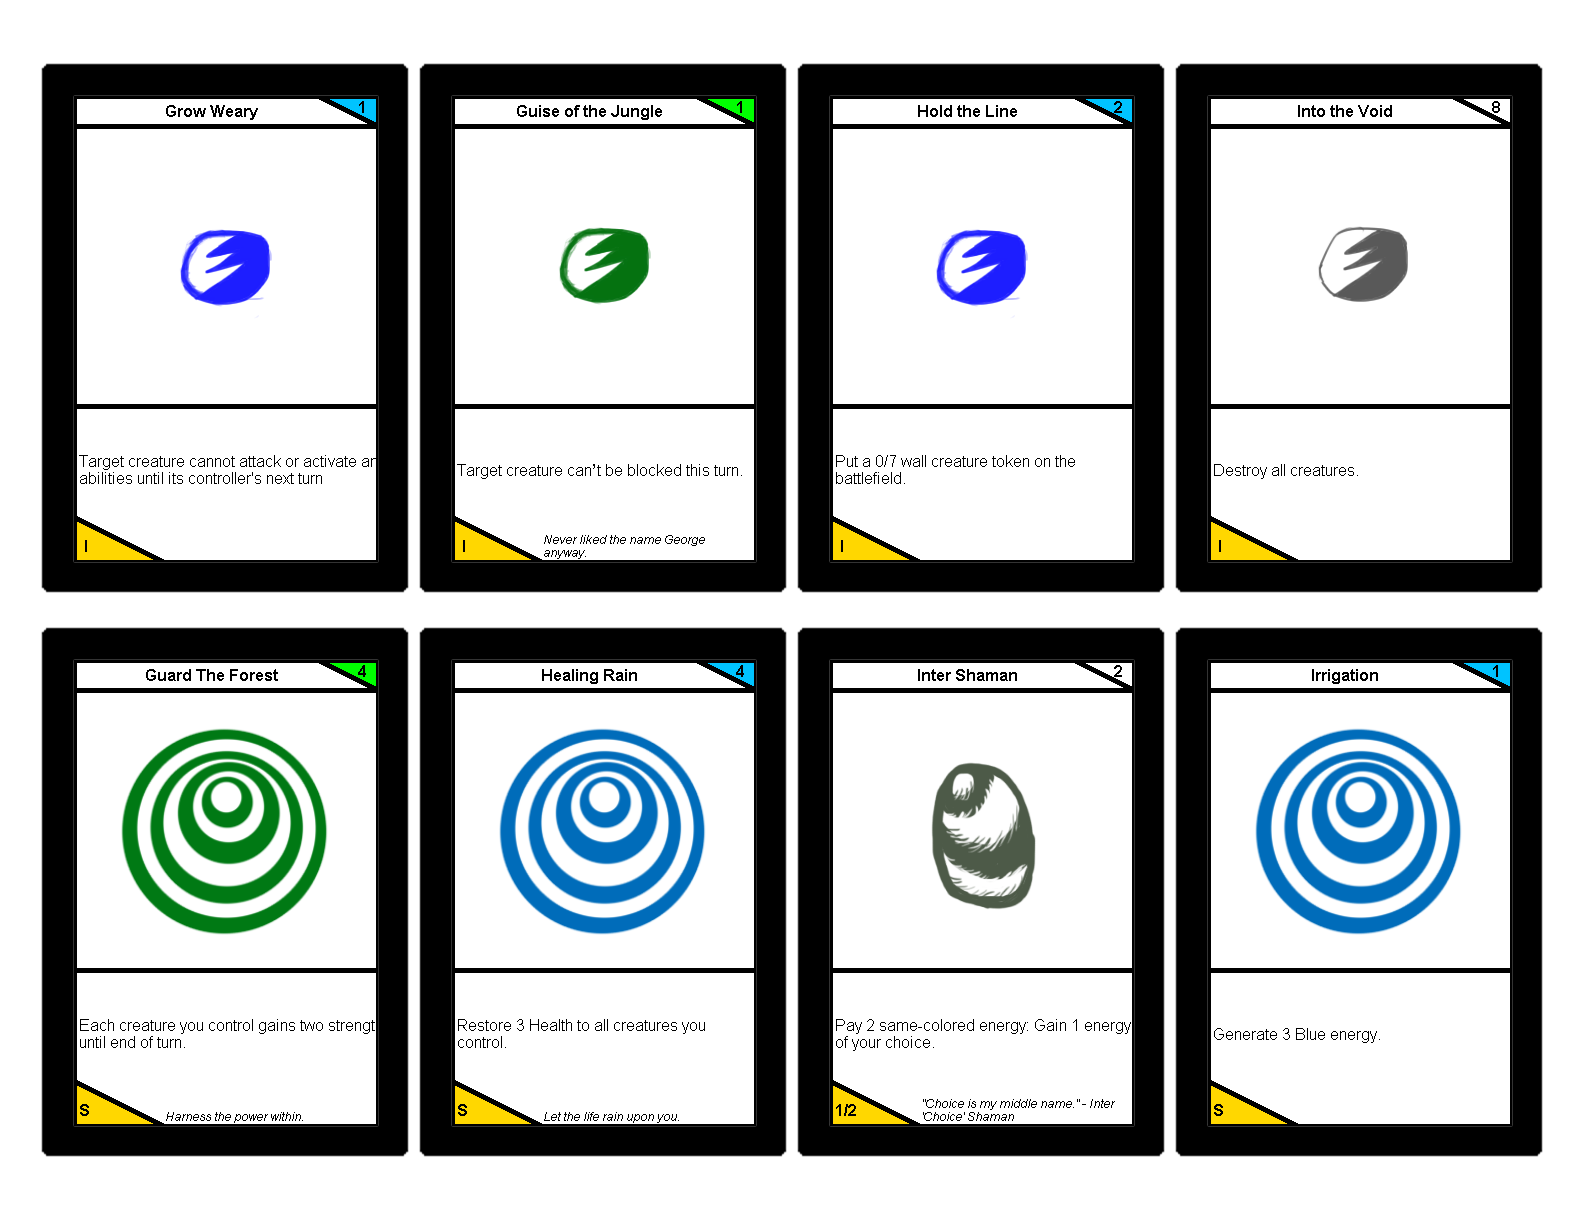 Grow Weary
1
Target creature cannot attack or activate
abilities until its controller's next turn
I
Guise of the Jungle
1
Target creature can't be blocked this turn.
I
Never liked the name George
anyway.
Hold the Line
2
Put a 0/7 wall creature token on the
battlefield.
I
Into the Void
8
Destroy all creatures.
I
Guard The Forest
4
Each creature you control gains two strengt
until end of turn.
S
Harness the power within.
Healing Rain
4
Restore 3 Health to all creatures you
control.
S
Let the life rain upon you.
Inter Shaman
2
Pay 2 same-colored energy: Gain 1 energy
of your choice.
1/2
"Choice is my middle name." - Inter
'Choice' Shaman
Irrigation
1
Generate 3 Blue energy.
S